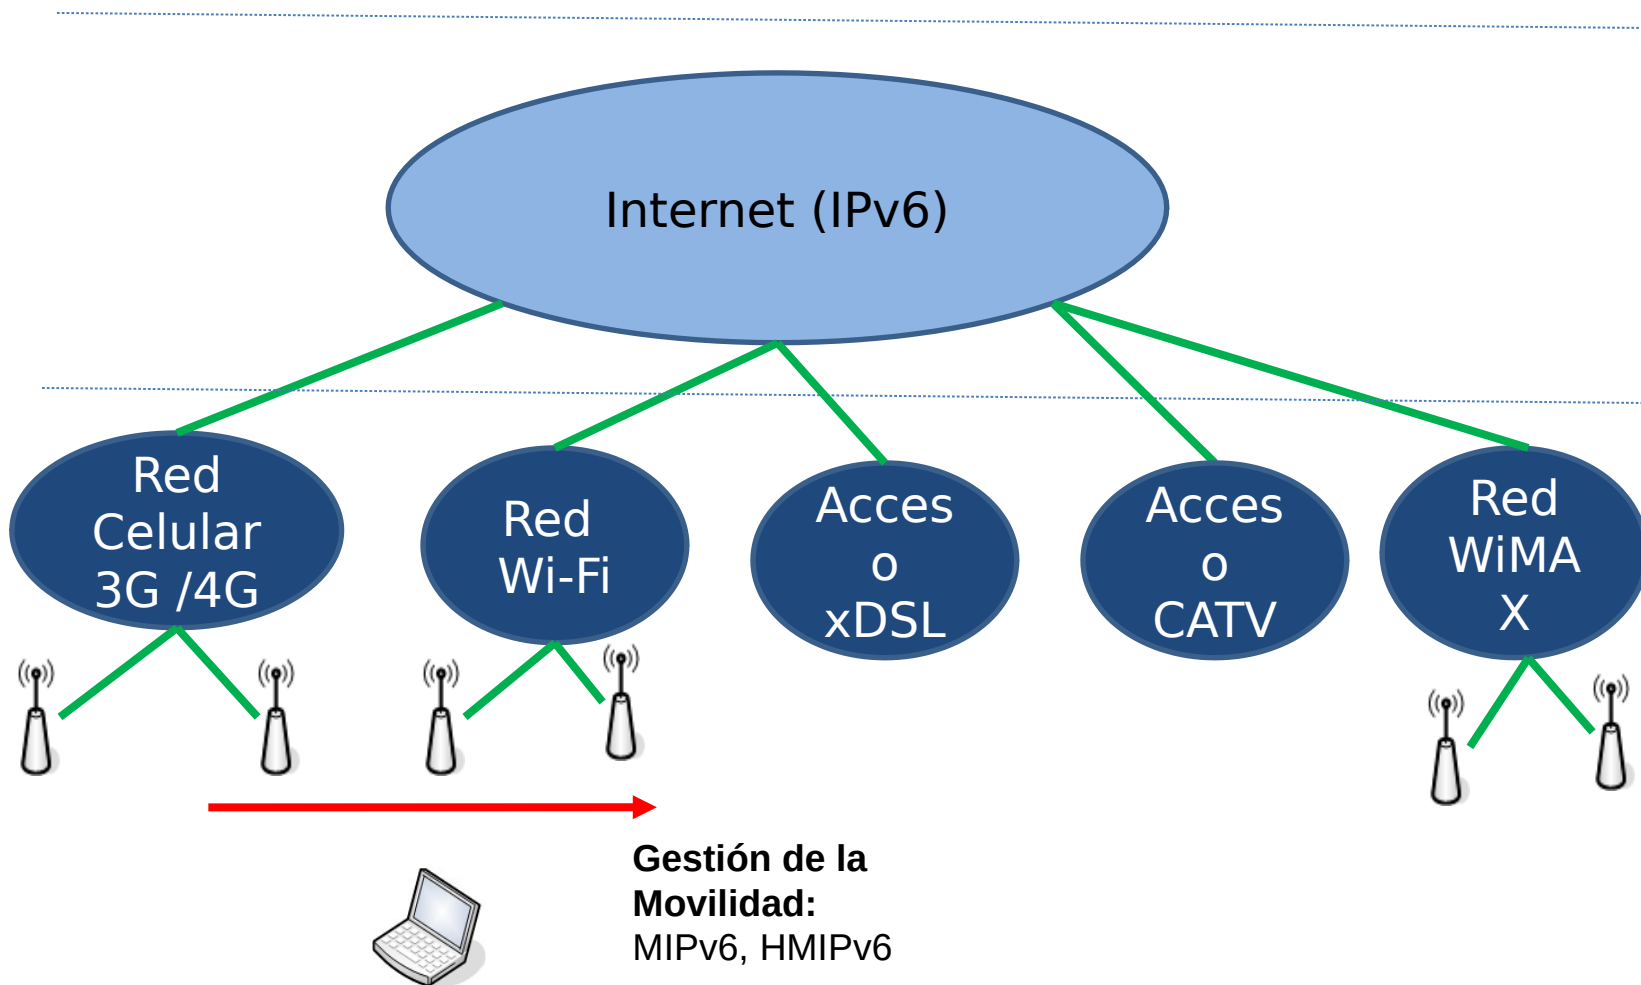 Internet (IPv6)
Red
Celular
3G /4G
Red
Wi-Fi
Acces
o
xDSL
Acces
o
CATV
Red
WiMA
X
Gestión de la
Movilidad:
MIPv6, HMIPv6